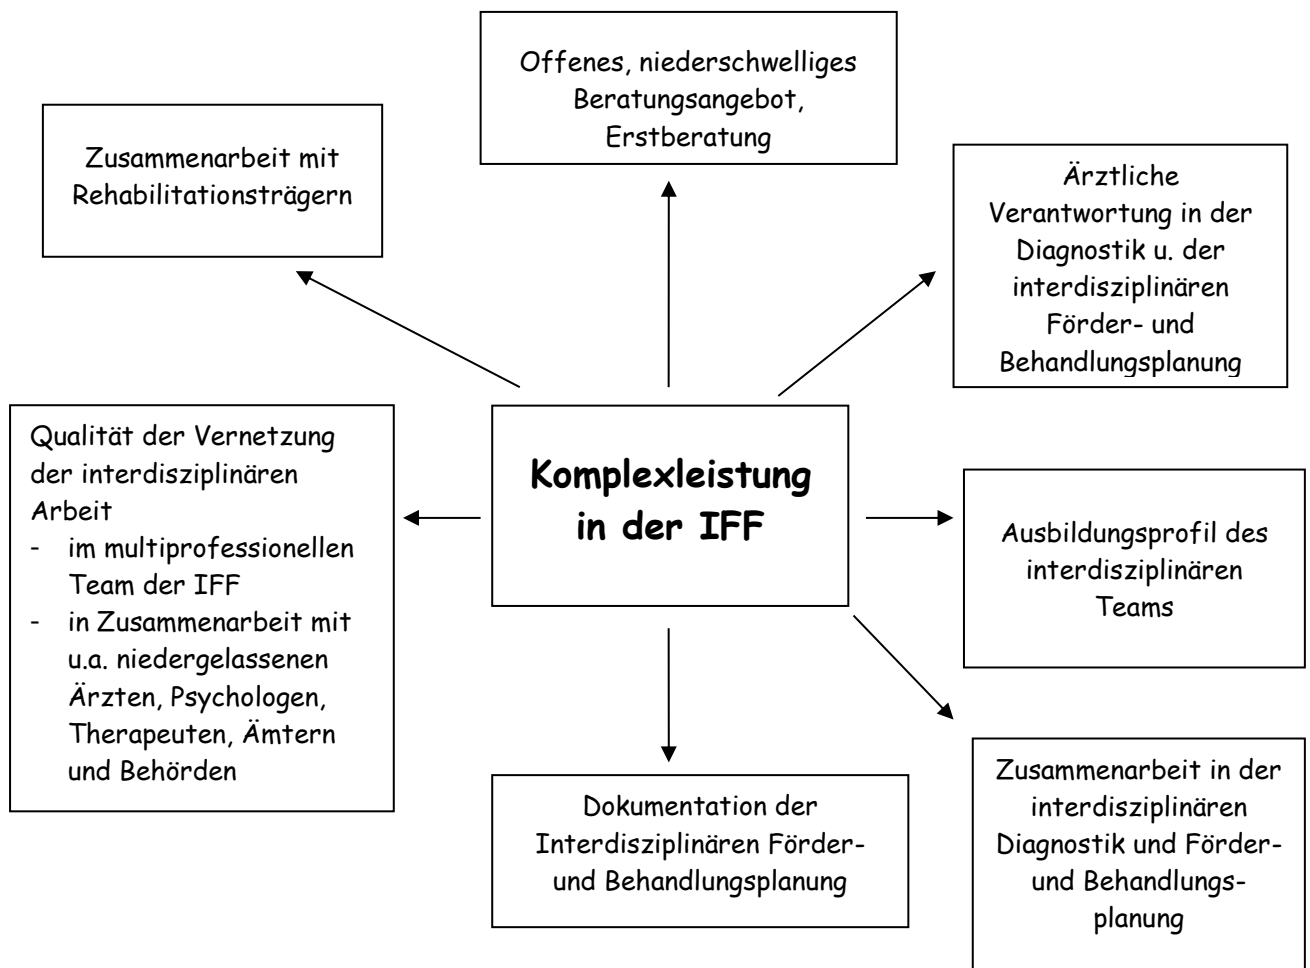 Offenes, niederschwelliges
Beratungsangebot,
Erstberatung
Zusammenarbeit mit
Rehabilitationsträgern
Ärztliche
Verantwortung in der
Diagnostik u. der
interdisziplinären
Förder- und
Behandlungsplanung
Qualität der Vernetzung
der interdisziplinären
Arbeit
- im multiprofessionellen
Team der IFF
- in Zusammenarbeit mit
u.a. niedergelassenen
Ärzten, Psychologen,
Therapeuten, Ämtern
und Behörden
Komplexleistung
in der IFF
Ausbildungsprofil des
interdisziplinären
Teams
Dokumentation der
Interdisziplinären Förder-
und Behandlungsplanung
Zusammenarbeit in der
interdisziplinären
Diagnostik und Förder-
und Behandlungs-
planung